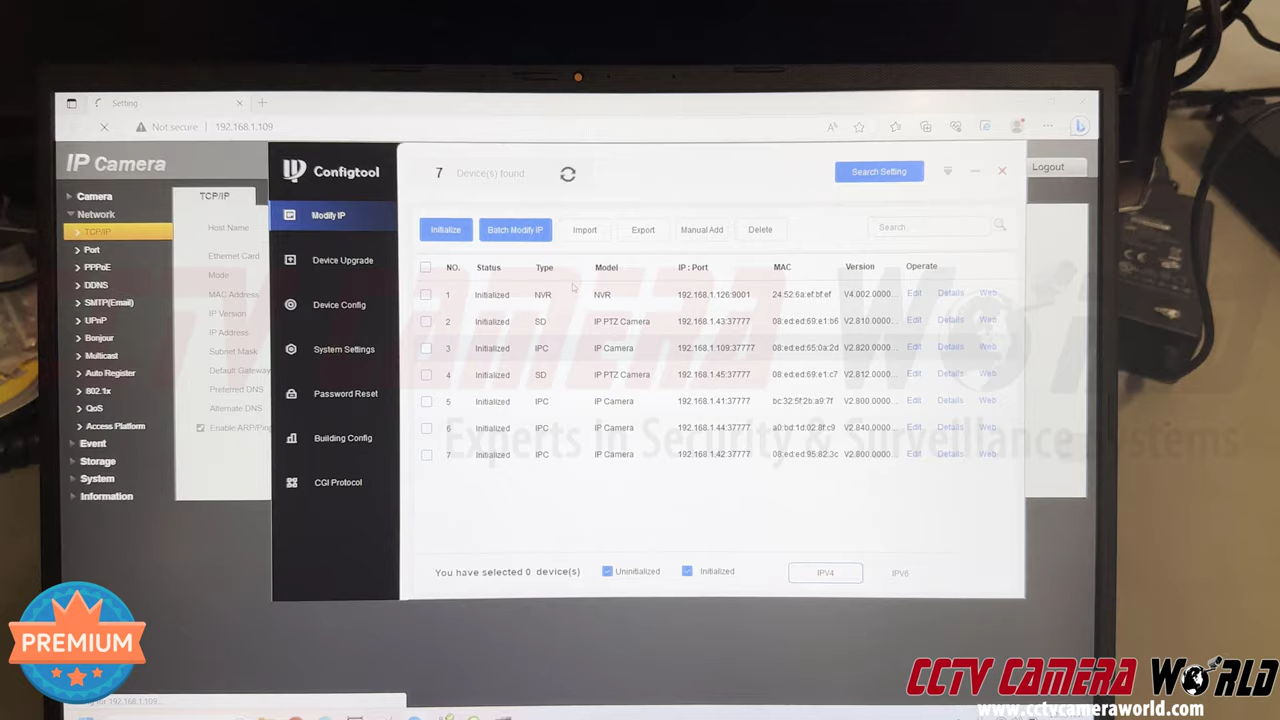 Setting
Not secure
192.168.1.109
IP Camera
Logout
Camera
Network
TCP/IP
Port
PPPoE
DDNS
SMTP(Email)
UPnP
Bonjour
Multicast
Auto Register
802.1x
QoS
Access Platform
Event
Storage
System
Information
TCP/IP
Host Name
Ethernet Card
Mode
MAC Address
IP Version
IP Address
Subnet Mask
Default Gateway
Preferred DNS
Alternate DNS
Enable ARP/Ping
Configtool
Modify IP
Device Upgrade
Device Config
System Settings
Password Reset
Building Config
CGI Protocol
7 Device(s) found
Search Setting
Initialize Batch Modify IP Import Export Manual Add Delete Search
NO. Status Type Model IP : Port MAC Version Operate
1 Initialized NVR NVR 192.168.1.126:9001 24:52:6a:ef:bf:ef V4.002.0000... Edit Details Web
2 Initialized SD IP PTZ Camera 192.168.1.43:37777 08:ed:ed:69:e1:b6 V2.810.0000... Edit Details Web
3 Initialized IPC IP Camera 192.168.1.109:37777 08:ed:ed:65:0a:2d V2.820.0000... Edit Details Web
4 Initialized SD IP PTZ Camera 192.168.1.45:37777 08:ed:ed:69:e1:c7 V2.812.0000... Edit Details Web
5 Initialized IPC IP Camera 192.168.1.41:37777 bc:32:5f:2b:a9:7f V2.800.0000... Edit Details Web
6 Initialized IPC IP Camera 192.168.1.44:37777 a0:bd:1d:02:8f:c9 V2.840.0000... Edit Details Web
7 Initialized IPC IP Camera 192.168.1.42:37777 08:ed:ed:95:82:3c V2.800.0000... Edit Details Web
You have selected 0 device(s) Uninitialized Initialized IPV4 IPV6
CCTV CAMERA WORLD
Experts in Security & Surveillance Systems
PREMIUM
for 192.168.1.109...
CCTV CAMERA WORLD
www.cctvcameraworld.com